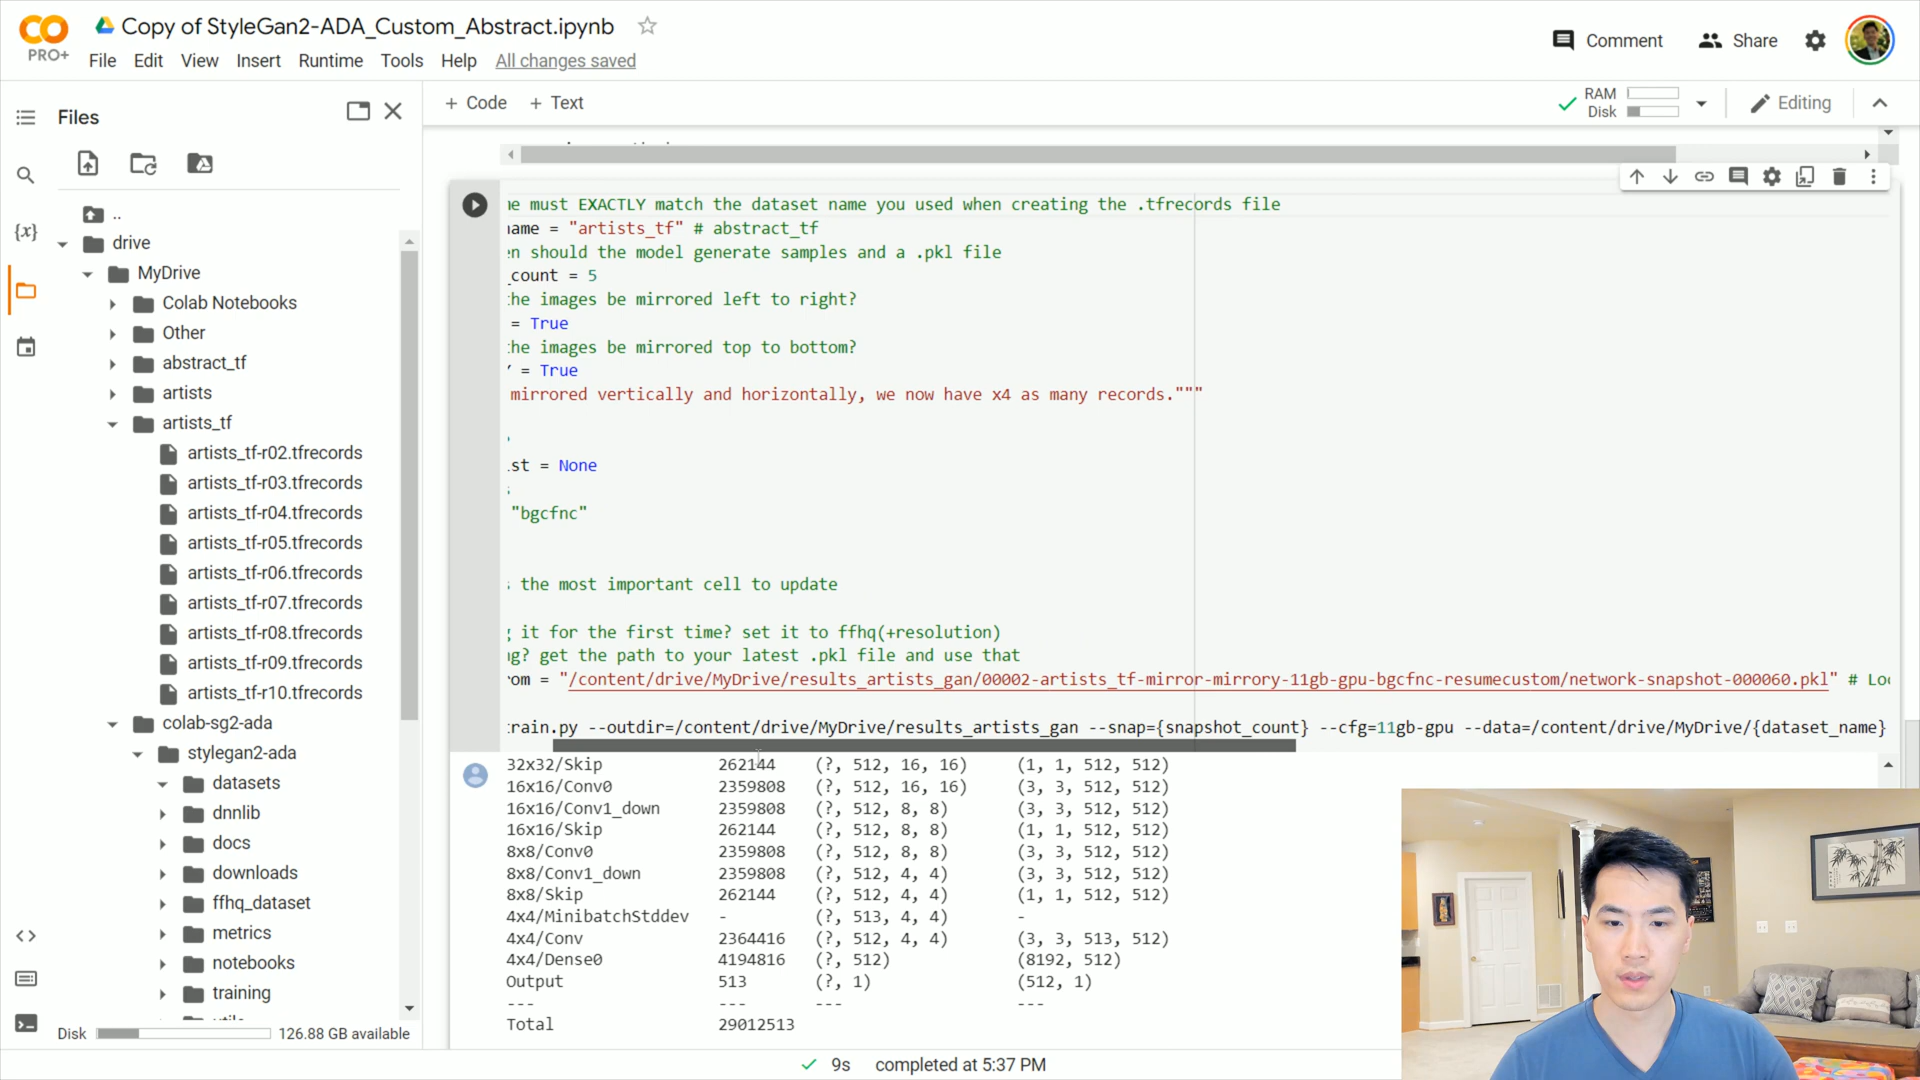 Copy of StyleGan2-ADA_Custom_Abstract.ipynb
PRO+
File Edit View Insert Runtime Tools Help All changes saved
Comment Share
Files
+ Code + Text
RAM
Disk
Editing
..
drive
MyDrive
Colab Notebooks
Other
abstract_tf
artists
artists_tf
artists_tf-r02.tfrecords
artists_tf-r03.tfrecords
artists_tf-r04.tfrecords
artists_tf-r05.tfrecords
artists_tf-r06.tfrecords
artists_tf-r07.tfrecords
artists_tf-r08.tfrecords
artists_tf-r09.tfrecords
artists_tf-r10.tfrecords
colab-sg2-ada
stylegan2-ada
datasets
dnnlib
docs
downloads
ffhq_dataset
metrics
notebooks
training
Disk 126.88 GB available
{x}
must EXACTLY match the dataset name you used when creating the .tfrecords file
name = "artists_tf" # abstract_tf
should the model generate samples and a .pkl file
_count = 5
the images be mirrored left to right?
= True
the images be mirrored top to bottom?
= True
mirrored vertically and horizontally, we now have x4 as many records."""
st = None
"bgcfnc"
the most important cell to update
it for the first time? set it to ffhq(+resolution)
get the path to your latest .pkl file and use that
om = "/content/drive/MyDrive/results_artists_gan/00002-artists_tf-mirror-mirrory-11gb-gpu-bgcfnc-resumecustom/network-snapshot-000060.pkl" # Lo
rain.py --outdir=/content/drive/MyDrive/results_artists_gan --snap={snapshot_count} --cfg=11gb-gpu --data=/content/drive/MyDrive/{dataset_name}
32x32/Skip 262144 (?, 512, 16, 16) (1, 1, 512, 512)
16x16/Conv0 2359808 (?, 512, 16, 16) (3, 3, 512, 512)
16x16/Conv1_down 2359808 (?, 512, 8, 8) (3, 3, 512, 512)
16x16/Skip 262144 (?, 512, 8, 8) (1, 1, 512, 512)
8x8/Conv0 2359808 (?, 512, 8, 8) (3, 3, 512, 512)
8x8/Conv1_down 2359808 (?, 512, 4, 4) (3, 3, 512, 512)
8x8/Skip 262144 (?, 512, 4, 4) (1, 1, 512, 512)
4x4/MinibatchStddev - (?, 513, 4, 4) -
4x4/Conv 2364416 (?, 512, 4, 4) (3, 3, 513, 512)
4x4/Dense0 4194816 (?, 512) (8192, 512)
Output 513 (?, 1) (512, 1)
--- --- --- ---
Total 29012513
9s completed at 5:37 PM